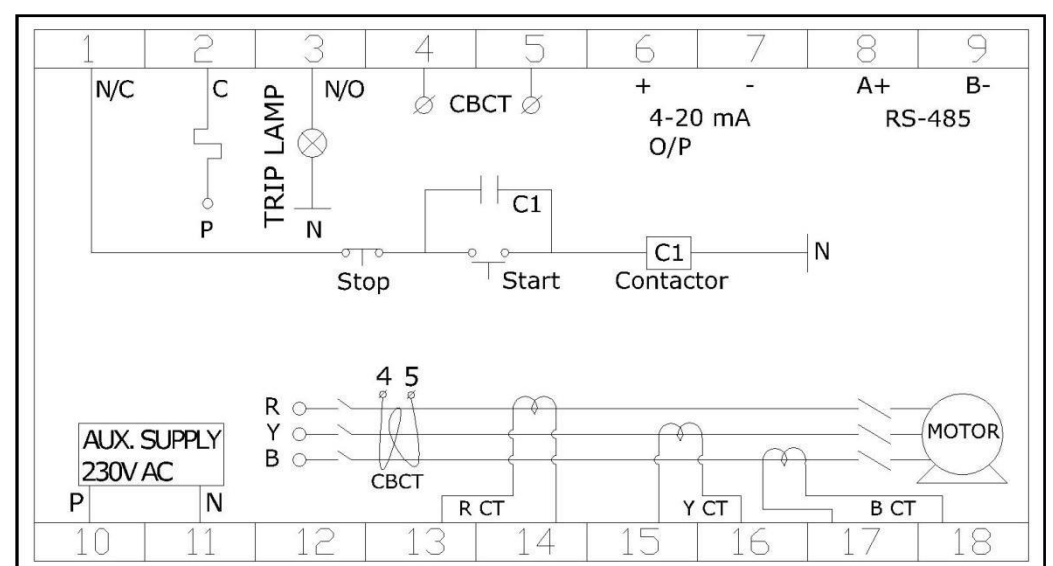 1 2 3 4 5 6 7 8 9
N/C C N/O CBCT + - A+ B-
TRIP LAMP
4-20 mA RS-485
O/P
C1
P N
C1 N
Stop Start Contactor
4 5
R
Y
B
AUX. SUPPLY
230V AC
MOTOR
CBCT
P N R CT Y CT B CT
10 11 12 13 14 15 16 17 18